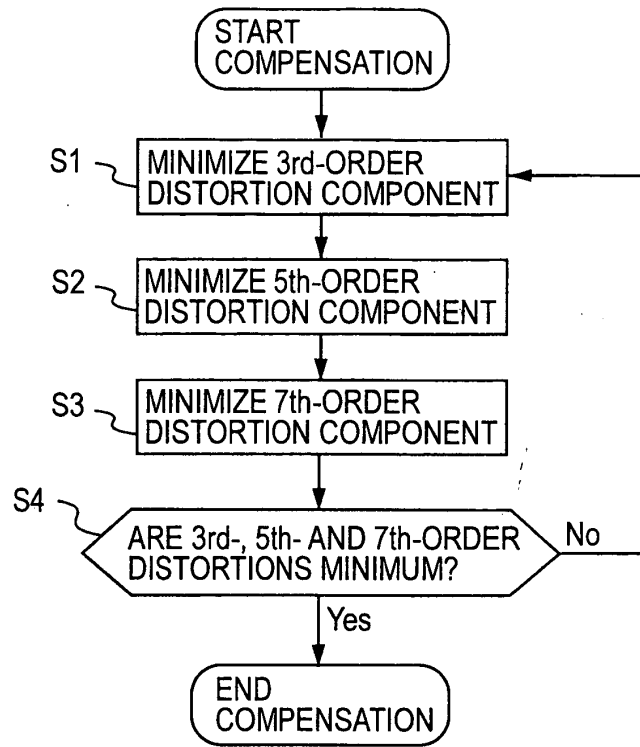 START
COMPENSATION
S1
MINIMIZE 3rd-ORDER
DISTORTION COMPONENT
S2
MINIMIZE 5th-ORDER
DISTORTION COMPONENT
S3
MINIMIZE 7th-ORDER
DISTORTION COMPONENT
S4
ARE 3rd-, 5th- AND 7th-ORDER
DISTORTIONS MINIMUM?
No
Yes
END
COMPENSATION